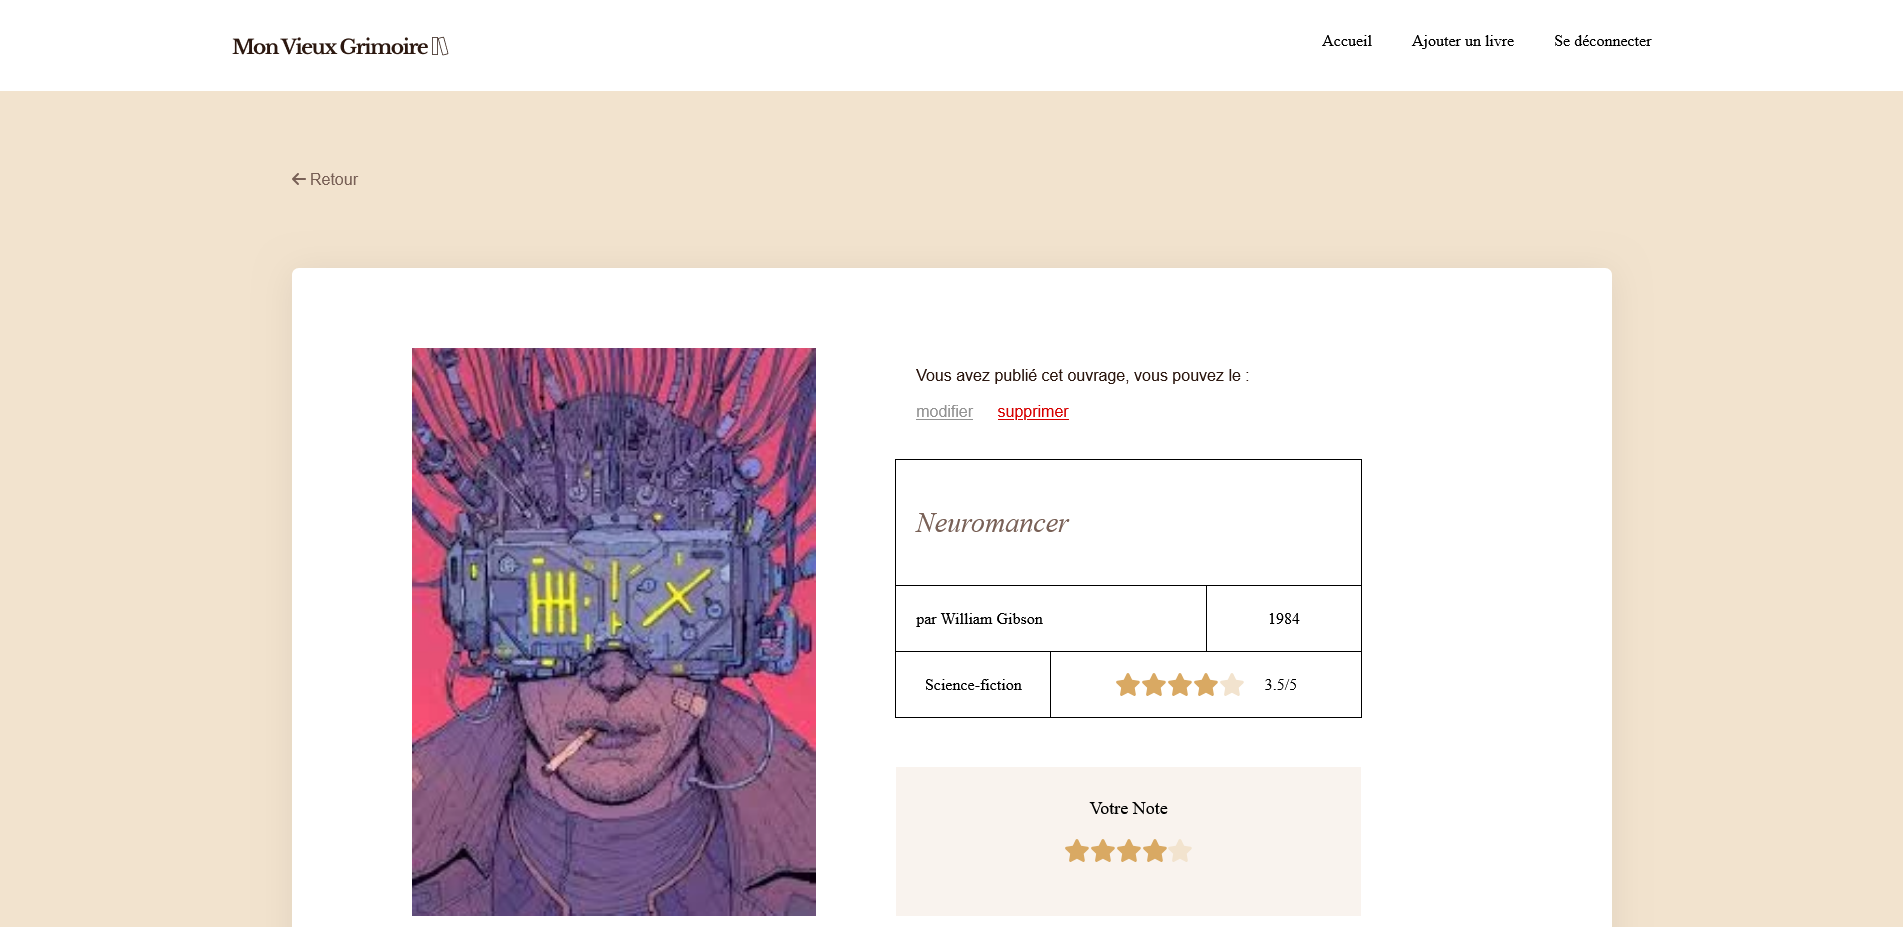 Mon Vieux Grimoire
Accueil Ajouter un livre Se déconnecter
Retour
Vous avez publié cet ouvrage, vous pouvez le :
modifier supprimer
Neuromancer
par William Gibson 1984
Science-fiction 3.5/5
Votre Note